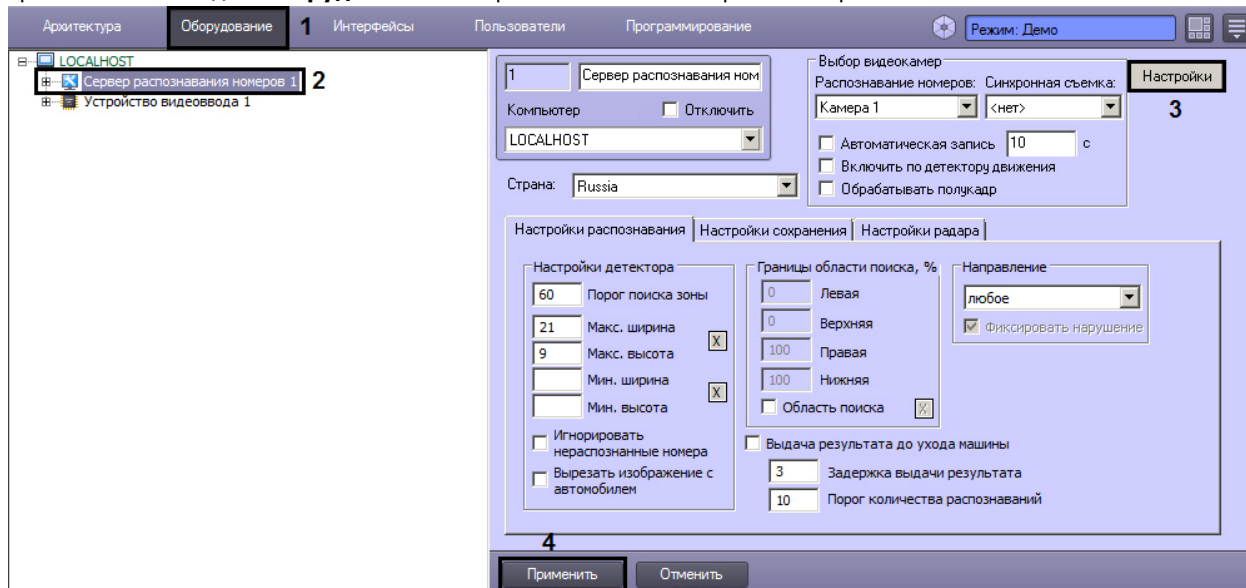 Архитектура Оборудование 1 Интерфейсы Пользователи Программирование Режим: Демо
LOCALHOST
Сервер распознавания номеров 1 2
Устройство видеоввода 1
1 Сервер распознавания ном
Компьютер Отключить
LOCALHOST
Страна: Russia
Выбор видеокамер
Распознавание номеров: Синхронная съемка:
Камера 1 <нет>
Автоматическая запись 10 с
Включить по детектору движения
Обрабатывать полукадр
Настройки
3
Настройки распознавания Настройки сохранения Настройки радара
Настройки детектора
60 Порог поиска зоны
21 Макс. ширина
X
9 Макс. высота
Мин. ширина
X
Мин. высота
Игнорировать
нераспознанные номера
Вырезать изображение с
автомобилем
Границы области поиска, %
0 Левая
0 Верхняя
100 Правая
100 Нижняя
Область поиска X
Направление
любое
Фиксировать нарушение
Выдача результата до ухода машины
3 Задержка выдачи результата
10 Порог количества распознаваний
4
Применить Отменить